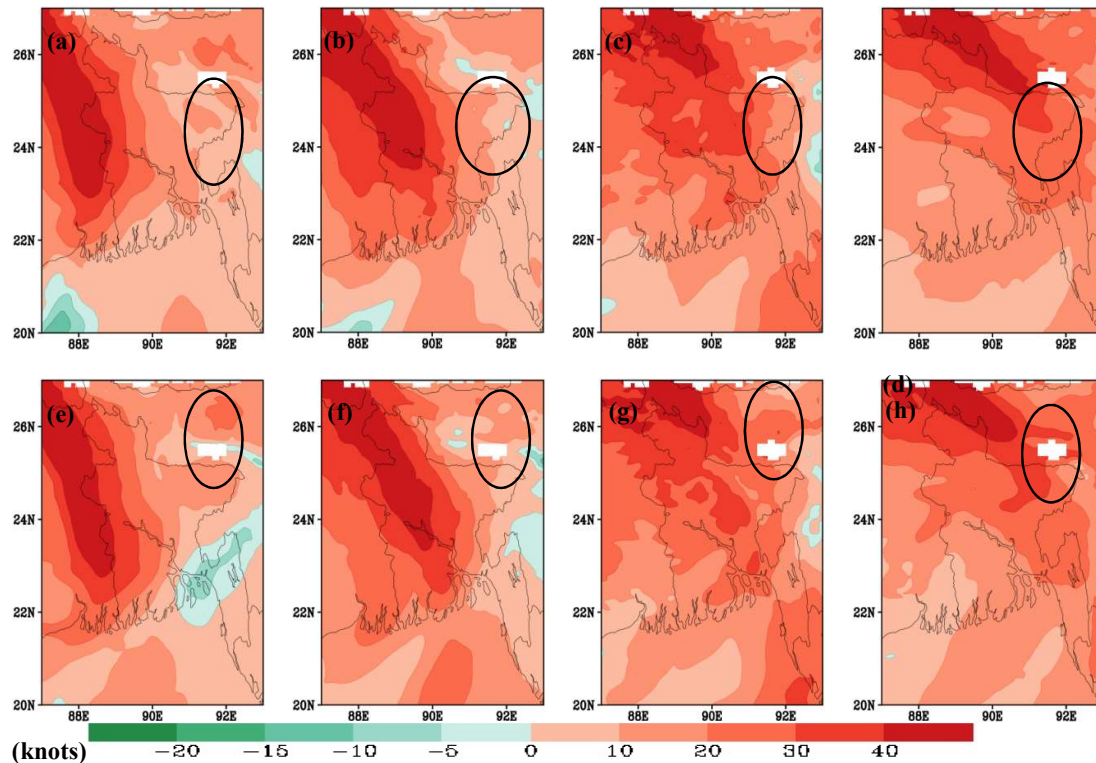 (a) (b) (c)
26N 26N 26N 26N
24N 24N 24N 24N
22N 22N 22N 22N
20N 20N 20N 20N
88E 90E 92E 88E 90E 92E 88E 90E 92E 88E 90E 92E
(d)
(e) (f) (g) (h)
26N 26N 26N 26N
24N 24N 24N 24N
22N 22N 22N 22N
20N 20N 20N 20N
88E 90E 92E 88E 90E 92E 88E 90E 92E 88E 90E 92E
(knots) −20 −15 −10 −5 0 10 20 30 40